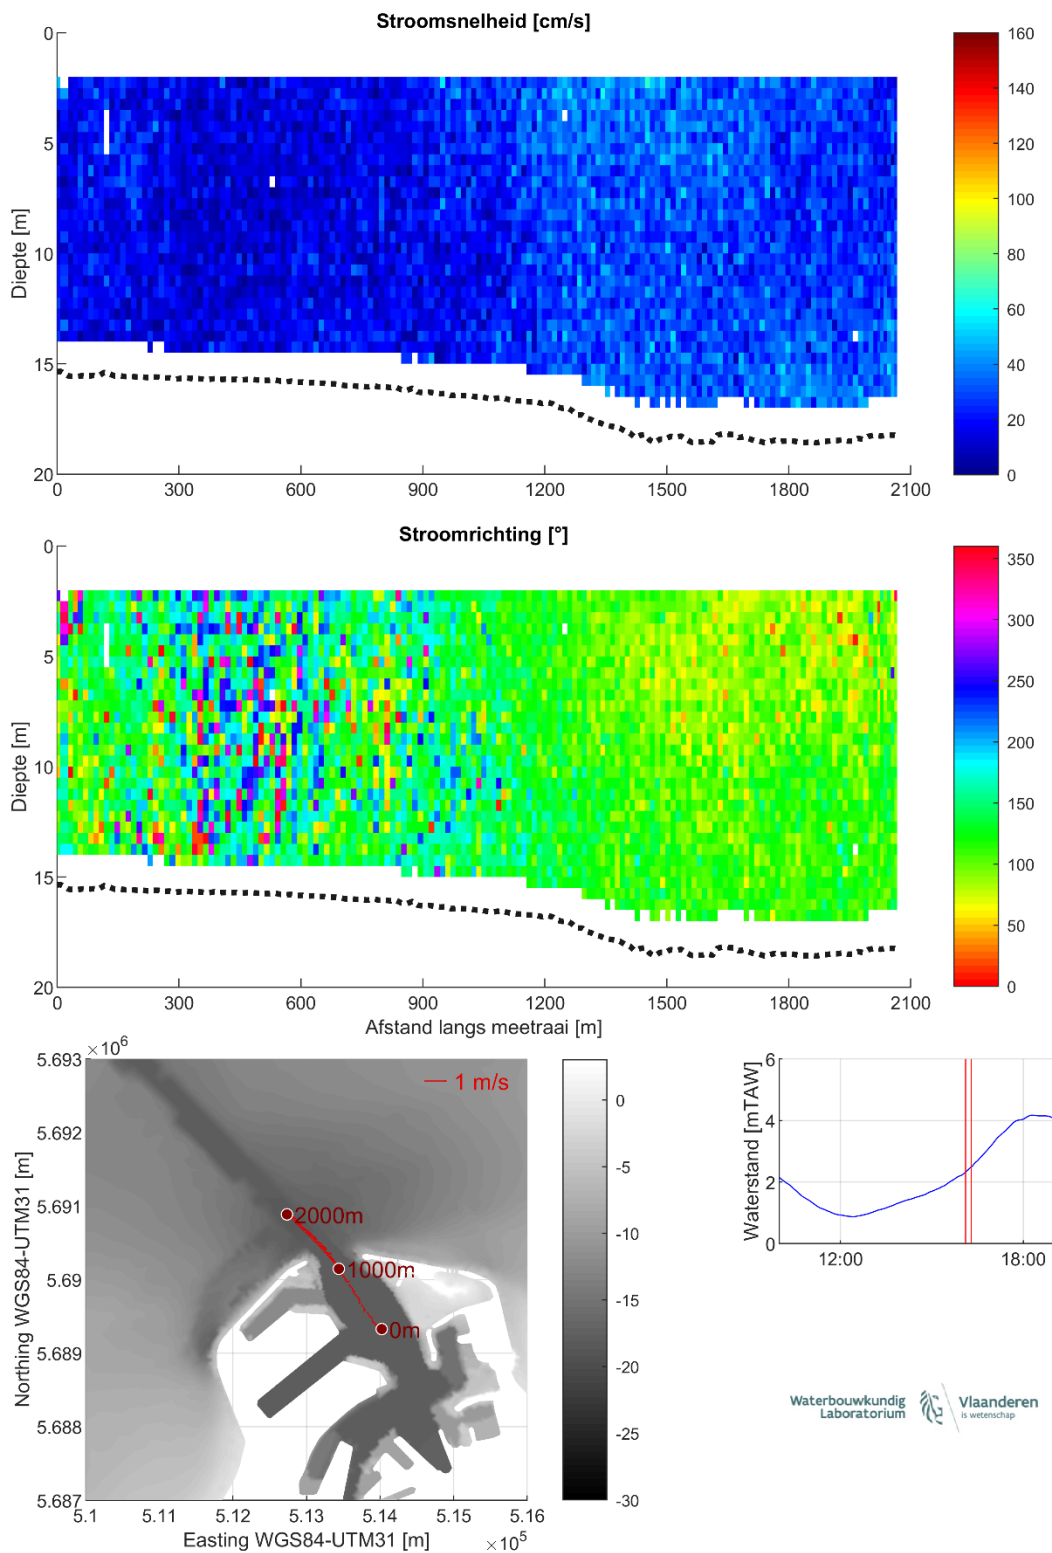 Stroomsnelheid [cm/s]
0
5
10
15
20
Diepte [m]
0 300 600 900 1200 1500 1800 2100
160
140
120
100
80
60
40
20
0
Stroomrichting [°]
0
5
10
15
20
Diepte [m]
0 300 600 900 1200 1500 1800 2100
Afstand langs meetraai [m]
350
300
250
200
150
100
50
0
×10⁶
5.693
5.692
5.691
5.69
5.689
5.688
5.687
Northing WGS84-UTM31 [m]
1 m/s
2000m
1000m
0m
5.1 5.12 5.13 5.14 5.15 5.16
Easting WGS84-UTM31 [m]
×10⁵
0
-5
-10
-15
-20
-25
-30
6
4
2
0
Waterstand [mTAW]
12:00 18:00
Waterbouwkundig
Laboratorium
Vlaanderen
is wetenschap